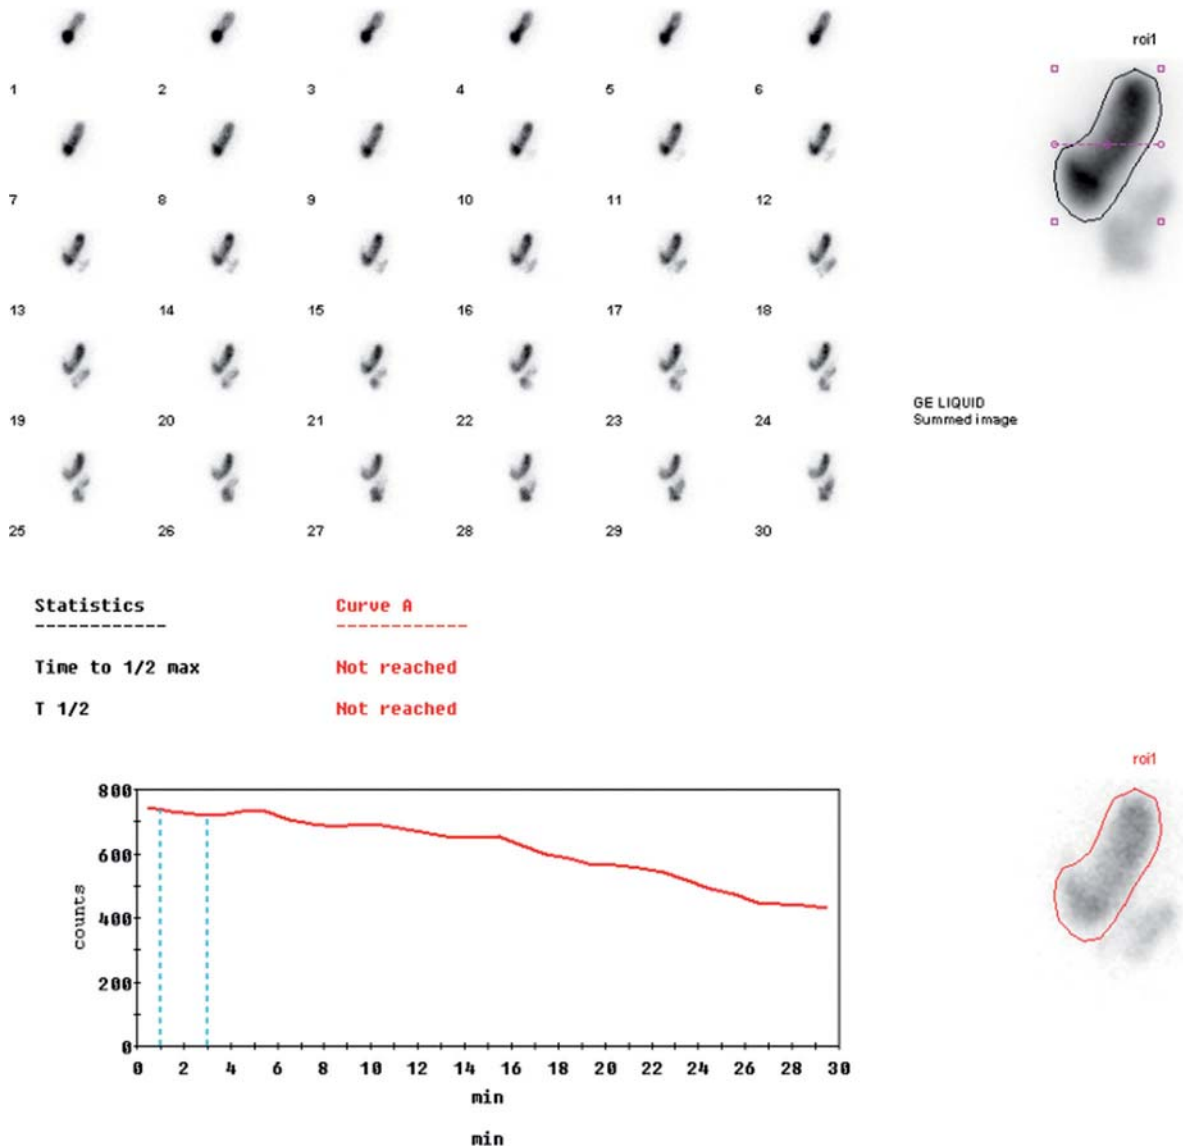 roi1
1 2 3 4 5 6
7 8 9 10 11 12
13 14 15 16 17 18
19 20 21 22 23 24
GE LIQUID
Summed image
25 26 27 28 29 30
Statistics Curve A
------------ ------------
Time to 1/2 max Not reached
T 1/2 Not reached
roi1
800
600
400
200
0
counts
0 2 4 6 8 10 12 14 16 18 20 22 24 26 28 30
min
min